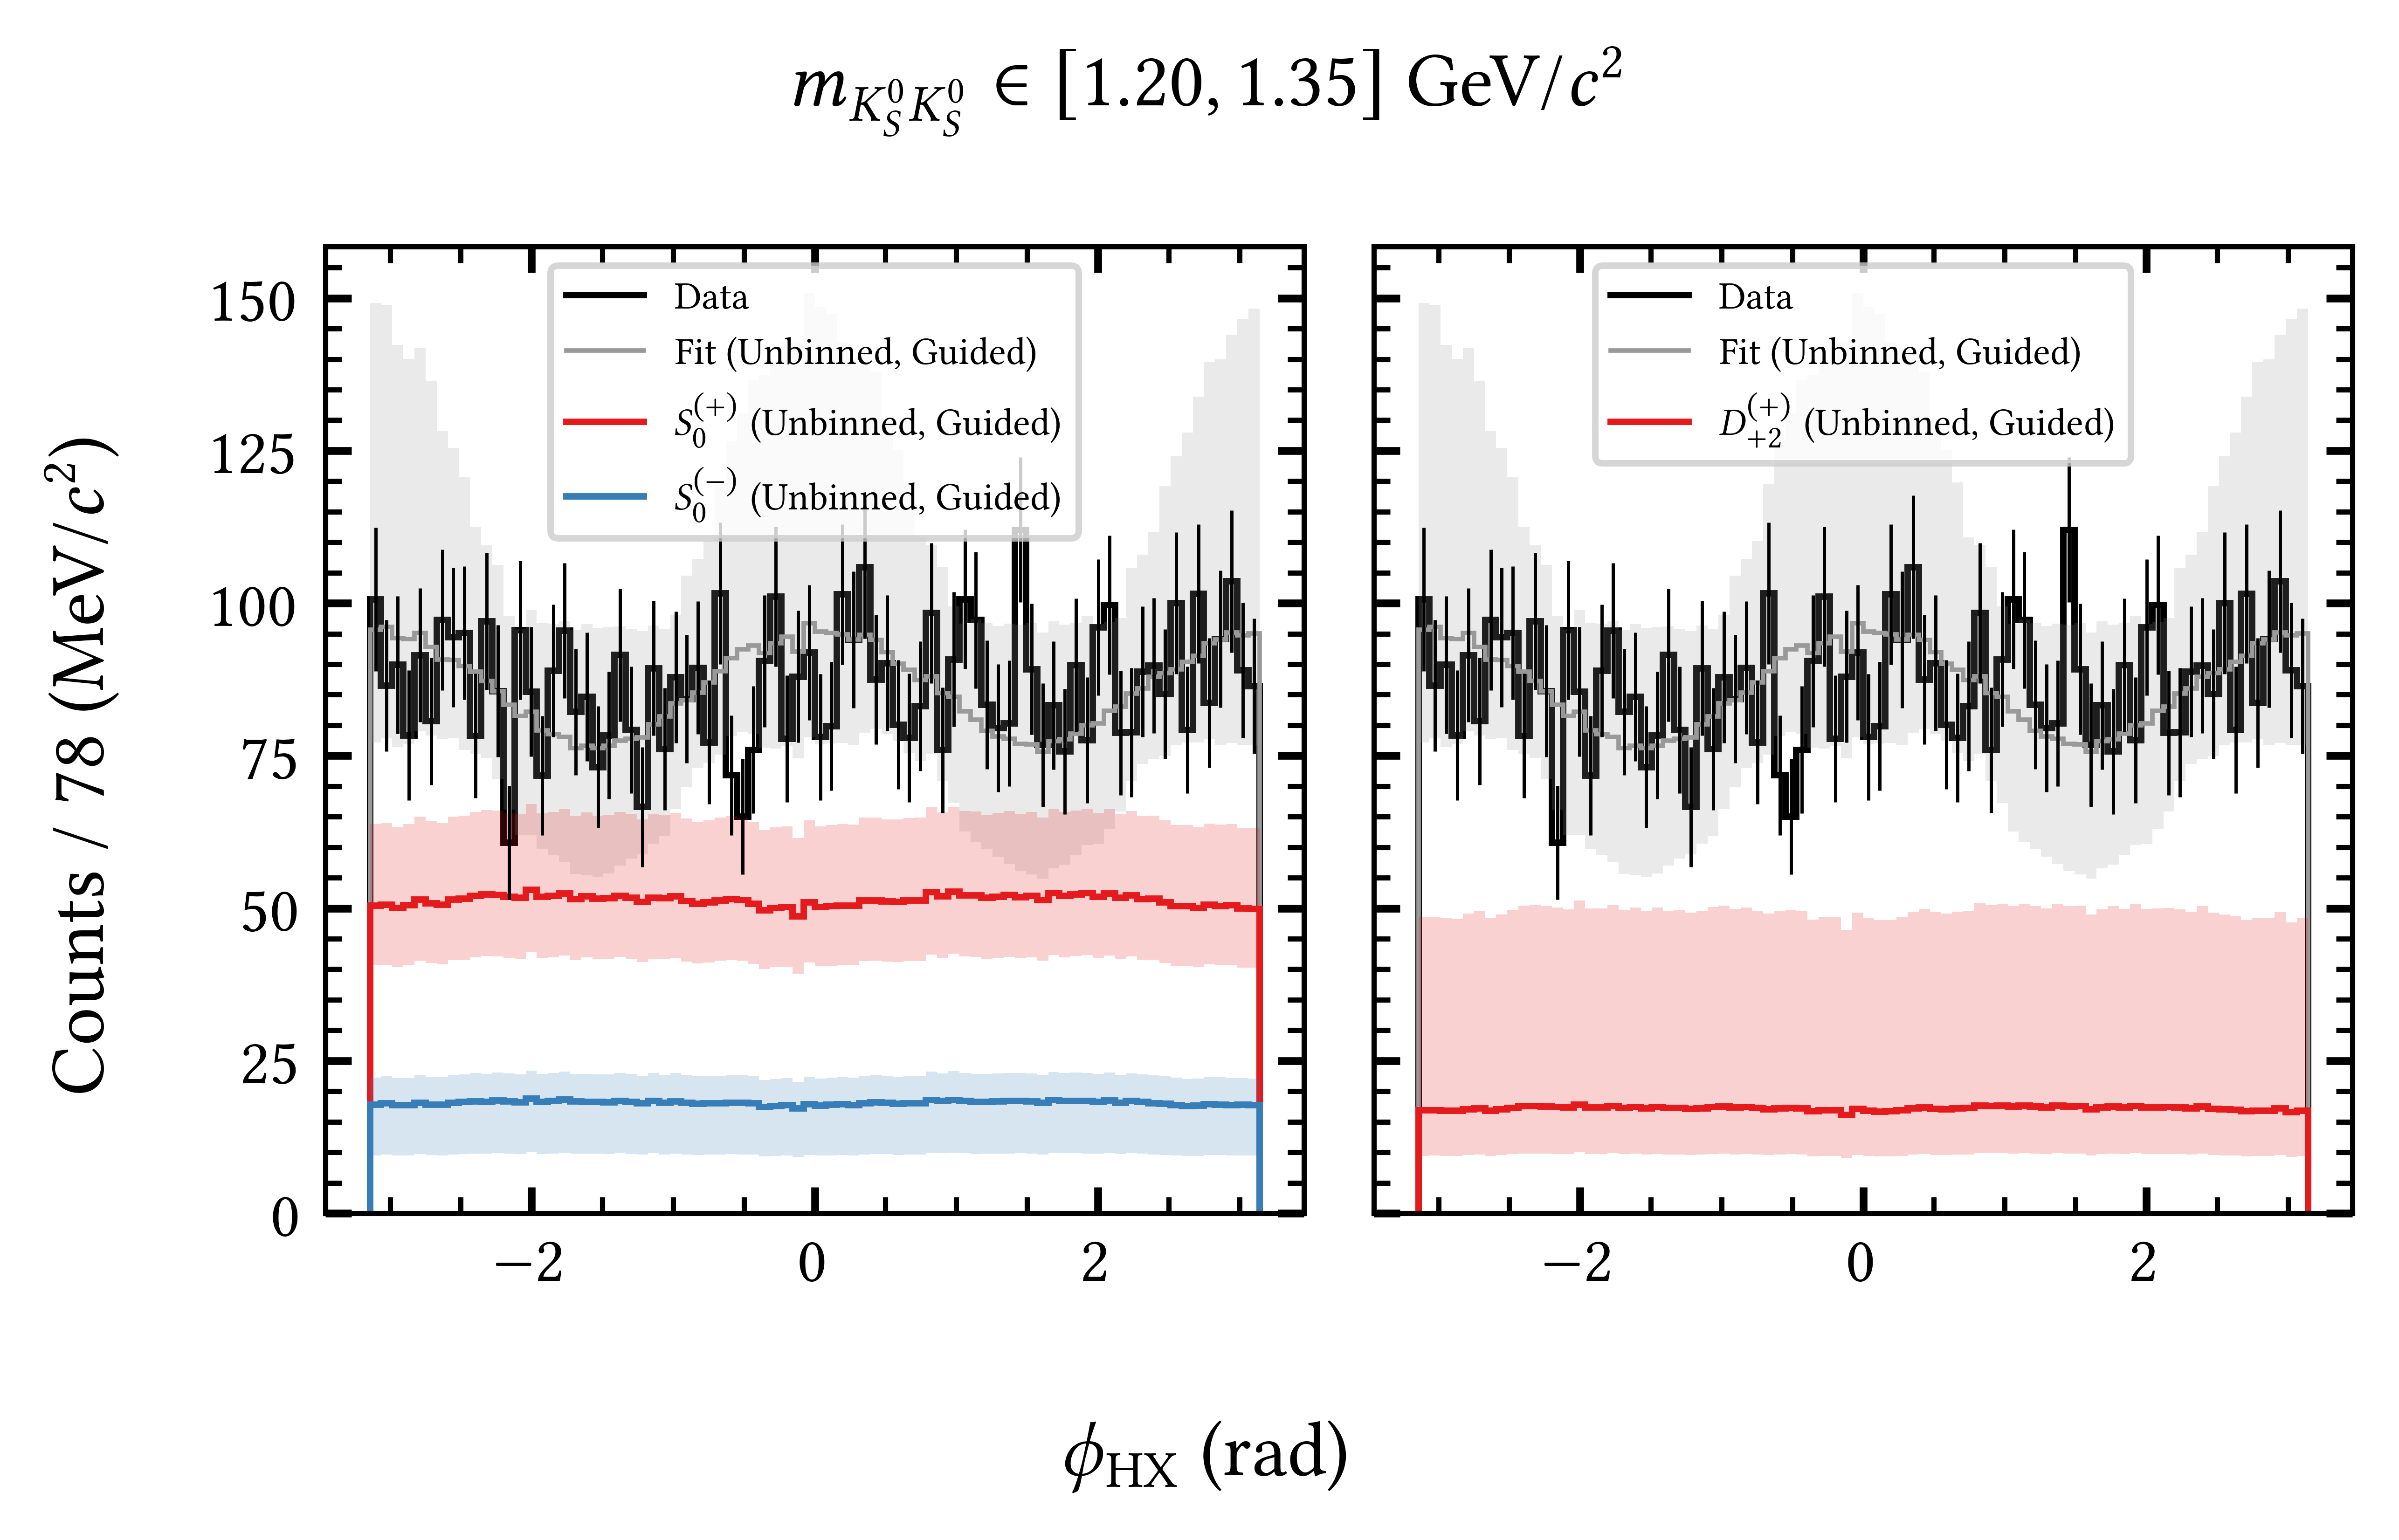 m_{K_S^0 K_S^0} ∈ [1.20, 1.35] GeV/c²
Counts / 78 (MeV/c²)
150
125
100
75
50
25
0
Data
Fit (Unbinned, Guided)
S_0^{(+)} (Unbinned, Guided)
S_0^{(−)} (Unbinned, Guided)
Data
Fit (Unbinned, Guided)
D_{+2}^{(+)} (Unbinned, Guided)
−2 0 2
−2 0 2
ϕ_{HX} (rad)